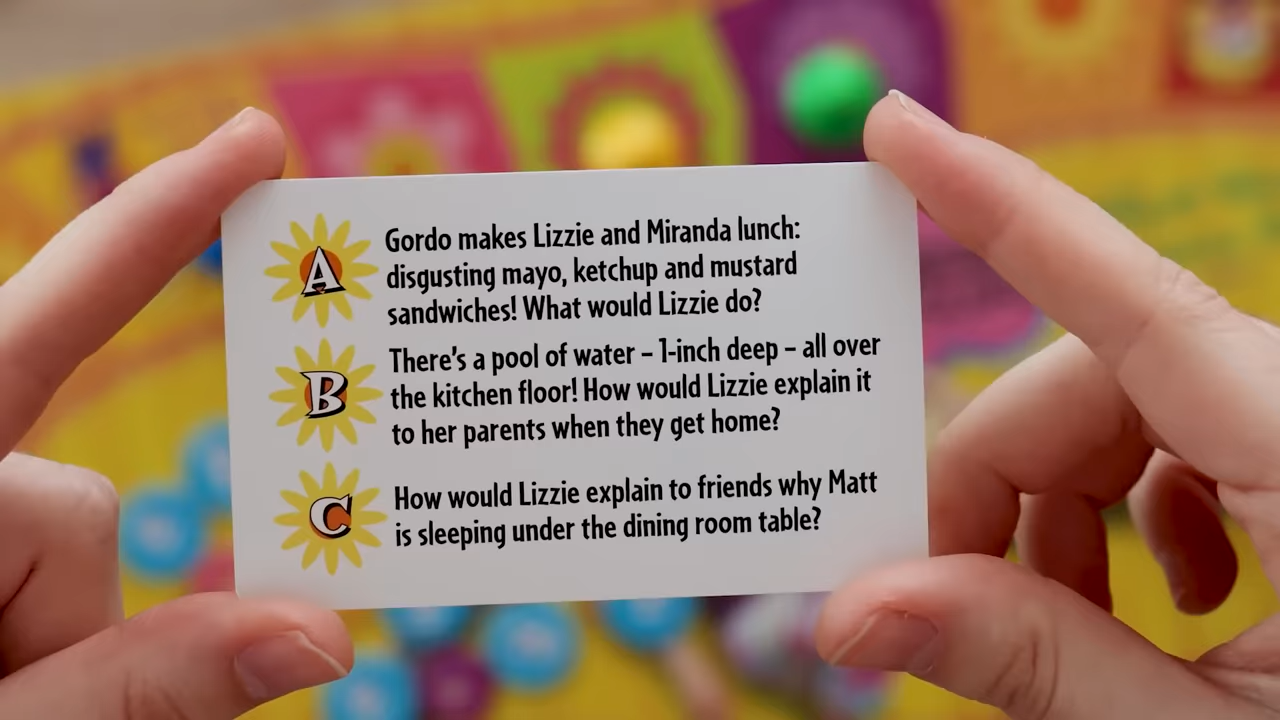 A
Gordo makes Lizzie and Miranda lunch:
disgusting mayo, ketchup and mustard
sandwiches! What would Lizzie do?
B
There's a pool of water – 1-inch deep – all over
the kitchen floor! How would Lizzie explain it
to her parents when they get home?
C
How would Lizzie explain to friends why Matt
is sleeping under the dining room table?